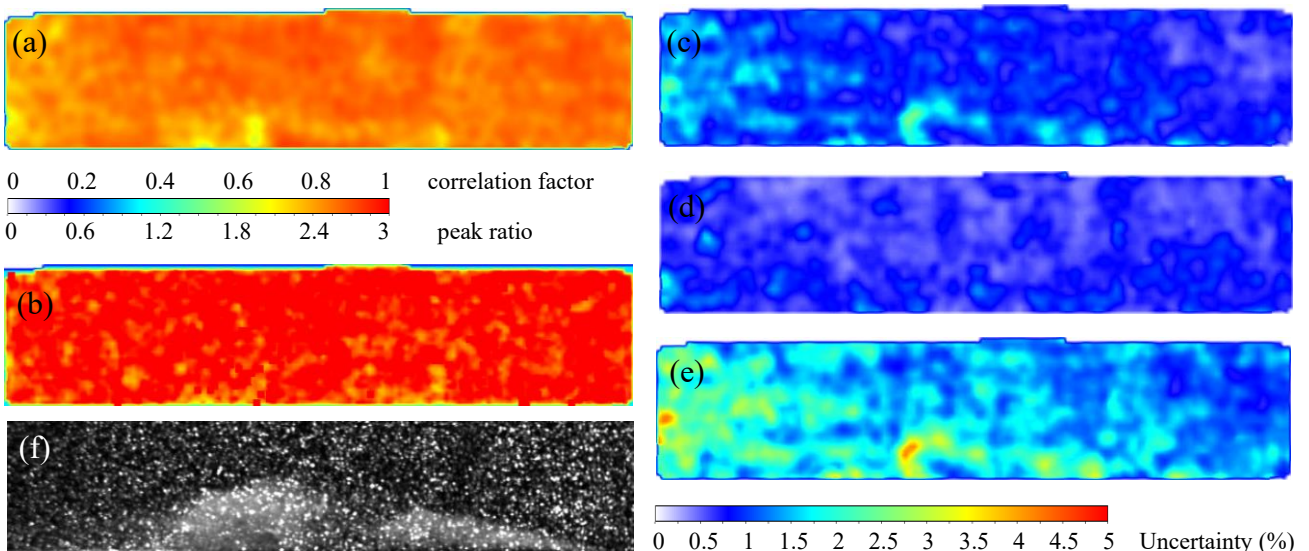 (a)
0 0.2 0.4 0.6 0.8 1 correlation factor
0 0.6 1.2 1.8 2.4 3 peak ratio
(b)
(f)
(c)
(d)
(e)
0 0.5 1 1.5 2 2.5 3 3.5 4 4.5 5 Uncertainty (%)